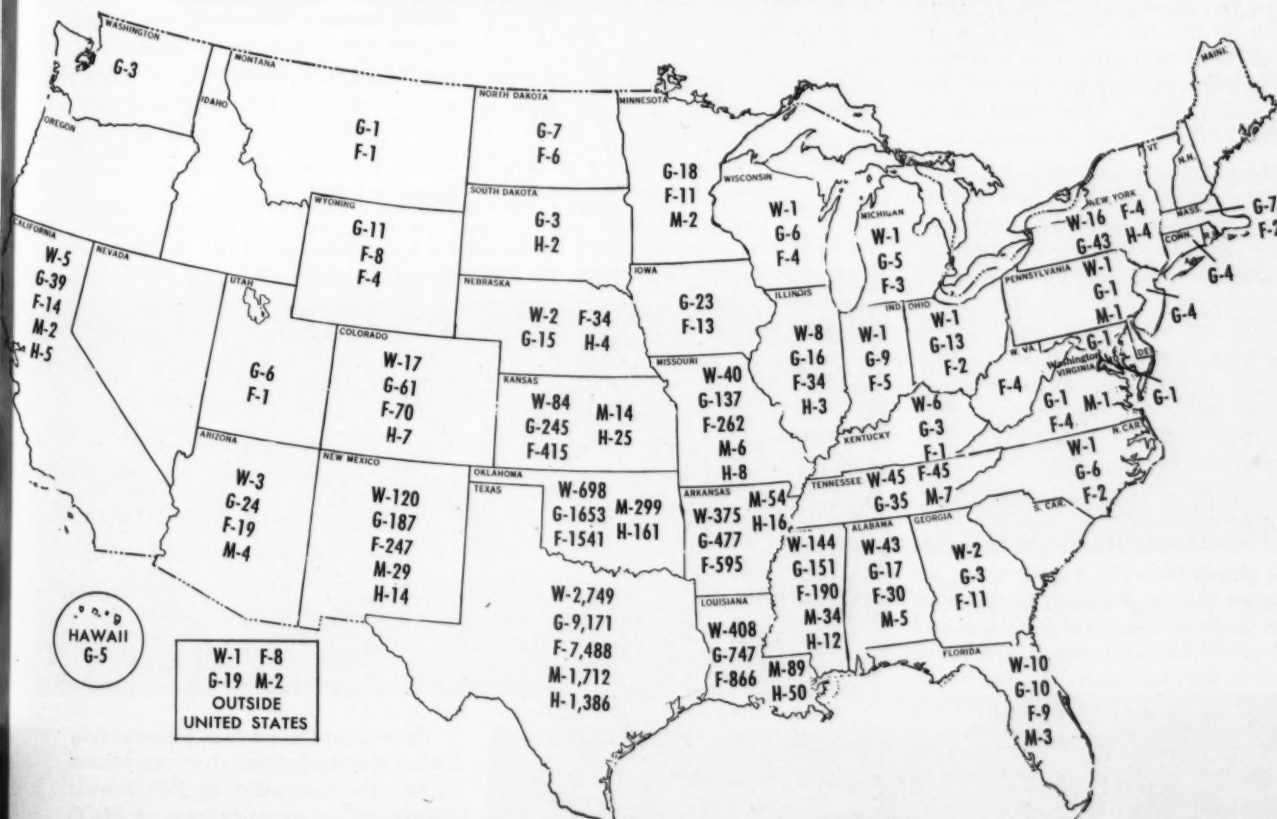 WASHINGTON
G-3
OREGON
IDAHO
MONTANA
G-1
F-1
NORTH DAKOTA
G-7
F-6
MINNESOTA
G-18
F-11
M-2
SOUTH DAKOTA
G-3
H-2
WYOMING
G-11
F-8
F-4
WISCONSIN
W-1
G-6
F-4
MICHIGAN
W-1
G-5
F-3
VT.
N.H.
MAINE
NEW YORK
W-16 F-4
G-43 H-4
MASS.
G-7
F-2
CONN.
R.I.
G-4
G-4
CALIFORNIA
W-5
G-39
F-14
M-2
H-5
NEVADA
UTAH
G-6
F-1
COLORADO
W-17
G-61
F-70
H-7
NEBRASKA
W-2 F-34
G-15 H-4
IOWA
G-23
F-13
ILLINOIS
W-8
G-16
F-34
H-3
IND.
W-1
G-9
F-5
OHIO
W-1
G-13
F-2
PENNSYLVANIA
W-1
G-1
M-1
W. VA.
F-4
Washington
G-1
DE.
G-1
VIRGINIA
G-1 M-1
F-4
KANSAS
W-84 M-14
G-245 H-25
F-415
MISSOURI
W-40
G-137
F-262
M-6
H-8
KENTUCKY
W-6
G-3
F-1
N. CAR.
W-1
G-6
F-2
TENNESSEE
W-45 F-45
G-35 M-7
S. CAR.
ARIZONA
W-3
G-24
F-19
M-4
NEW MEXICO
W-120
G-187
F-247
M-29
H-14
OKLAHOMA
W-698 M-299
G-1653 H-161
F-1541
ARKANSAS
M-54
W-375 H-16
G-477
F-595
TEXAS
W-2,749
G-9,171
F-7,488
M-1,712
H-1,386
LOUISIANA
W-408
G-747
F-866
M-89
H-50
W-144
G-151
F-190
M-34
H-12
ALABAMA
W-43
G-17
F-30
M-5
GEORGIA
W-2
G-3
F-11
FLORIDA
W-10
G-10
F-9
M-3
HAWAII
G-5
W-1 F-8
G-19 M-2
OUTSIDE
UNITED STATES